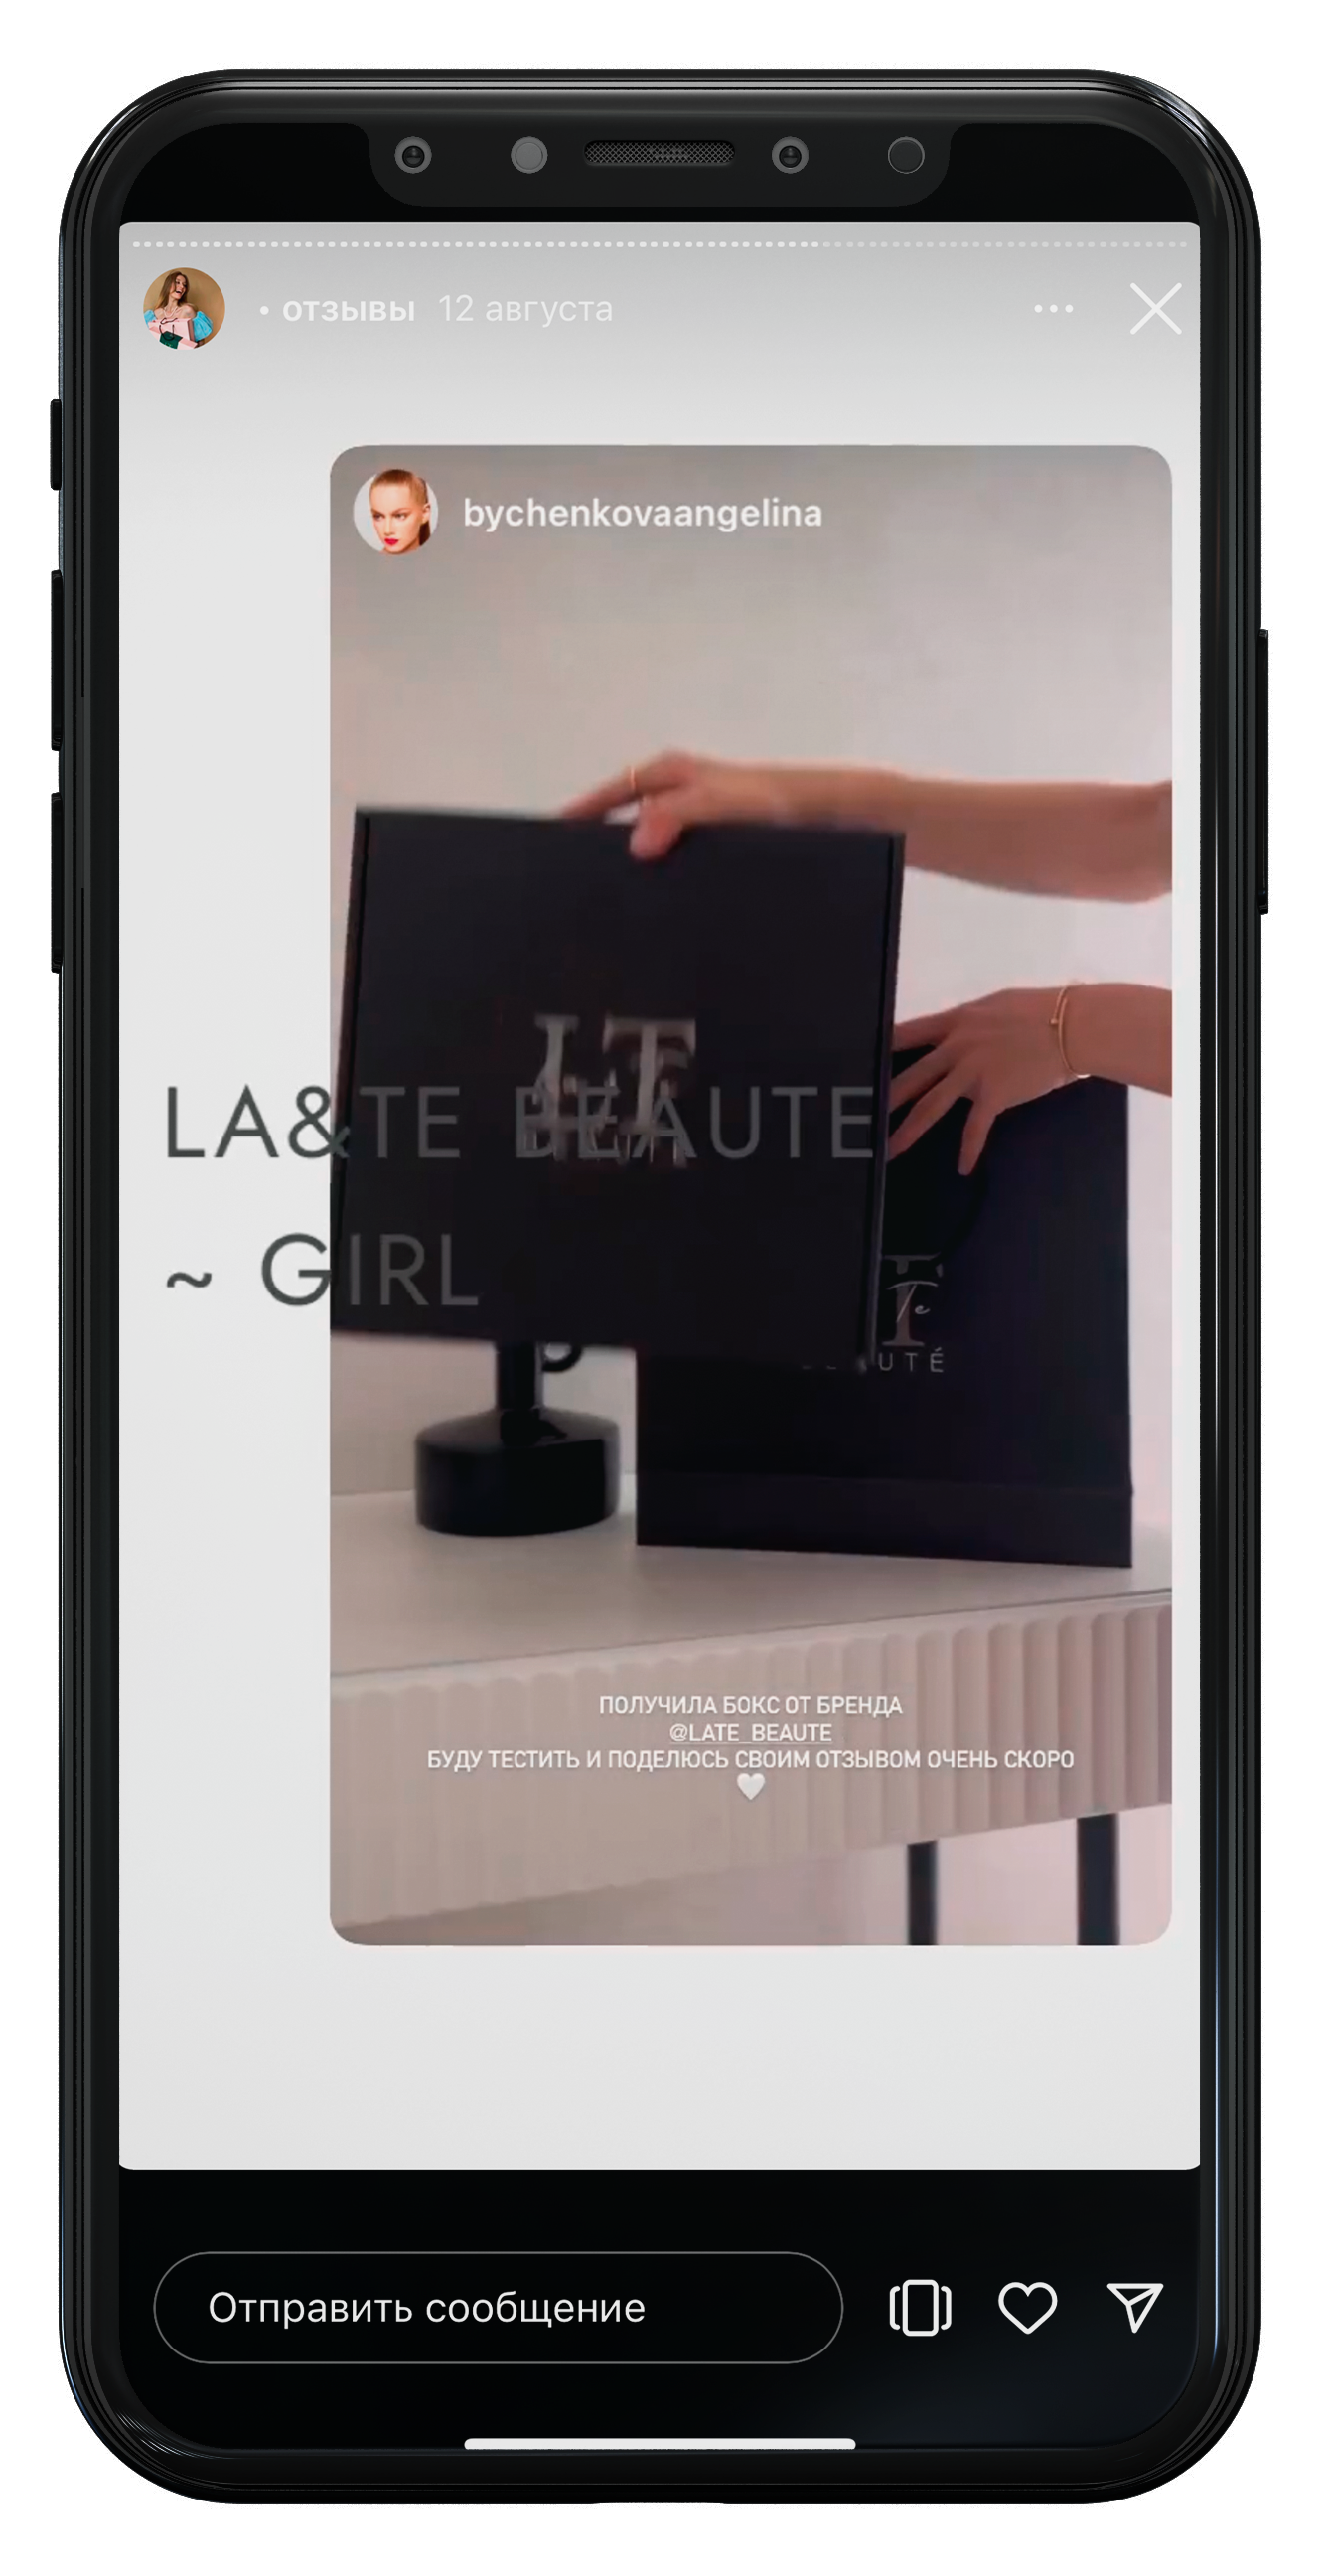 • отзывы 12 августа
bychenkovaangelina
LA&TE BEAUTE
~ GIRL
Te
UTÉ
ПОЛУЧИЛА БОКС ОТ БРЕНДА
@LATE_BEAUTE
БУДУ ТЕСТИТЬ И ПОДЕЛЮСЬ СВОИМ ОТЗЫВОМ ОЧЕНЬ СКОРО
Отправить сообщение